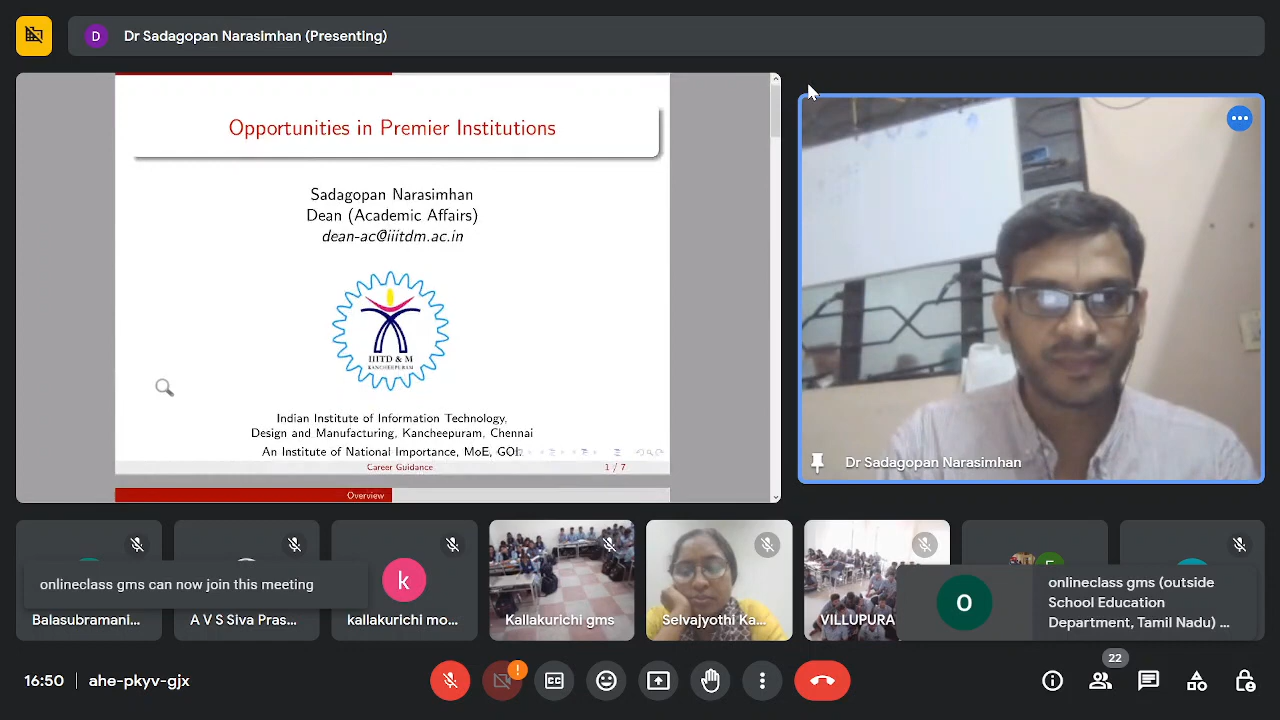 D
Dr Sadagopan Narasimhan (Presenting)
Opportunities in Premier Institutions
Sadagopan Narasimhan
Dean (Academic Affairs)
dean-ac@iiitdm.ac.in
IIITD & M
KANCHEEPURAM
Indian Institute of Information Technology,
Design and Manufacturing, Kancheepuram, Chennai
An Institute of National Importance, MoE, GOI.
Career Guidance
1 / 7
Overview
Dr Sadagopan Narasimhan
onlineclass gms can now join this meeting
k
Balasubramani...
A V S Siva Pras...
kallakurichi mo...
Kallakurichi gms
Selvajyothi Ka...
VILLUPURA
O
onlineclass gms (outside
School Education
Department, Tamil Nadu) ...
16:50
ahe-pkyv-gjx
CC
22